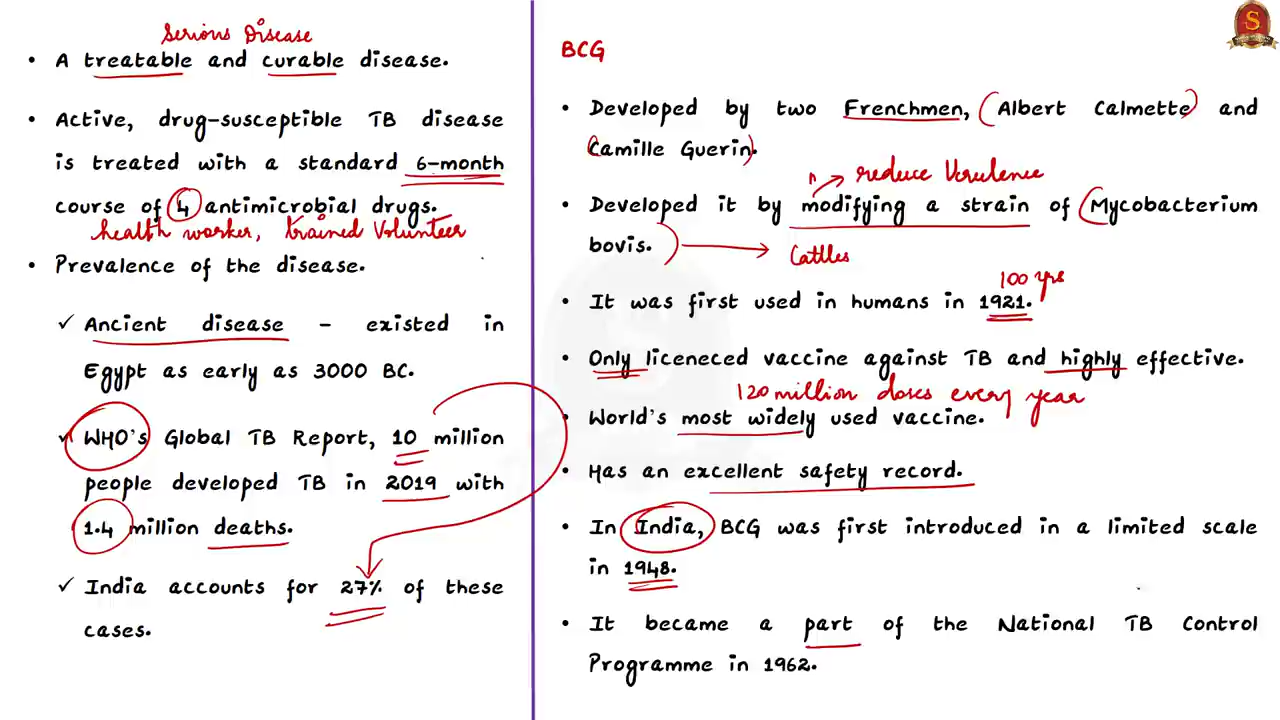 Serious Disease
• A treatable and curable disease.
• Active, drug-susceptible TB disease
is treated with a standard 6-month
course of 4 antimicrobial drugs.
health worker, trained Volunteer
• Prevalence of the disease.
✓ Ancient disease - existed in
Egypt as early as 3000 BC.
✓ WHO's Global TB Report, 10 million
people developed TB in 2019 with
1.4 million deaths.
✓ India accounts for 27% of these
cases.
BCG
• Developed by two Frenchmen, (Albert Calmette) and
(Camille Guerin).
reduce Virulence
• Developed it by modifying a strain of (Mycobacterium
bovis.)
Cattles
100 yrs
• It was first used in humans in 1921.
• Only liceneced vaccine against TB and highly effective.
120 million doses every year
• World's most widely used vaccine.
• Has an excellent safety record.
• In India, BCG was first introduced in a limited scale
in 1948.
• It became a part of the National TB Control
Programme in 1962.
S